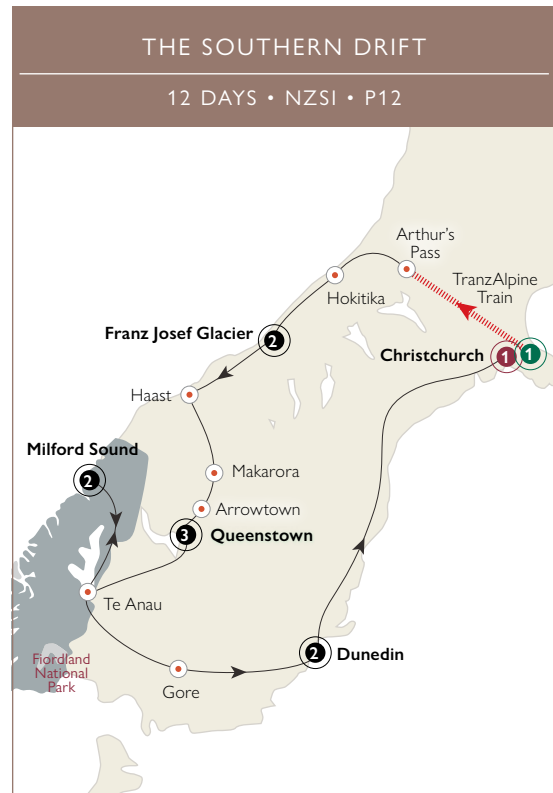 THE SOUTHERN DRIFT
12 DAYS • NZSI • P12
Arthur's
Pass
TranzAlpine
Train
Hokitika
Franz Josef Glacier
2
Christchurch
1
1
Haast
Milford Sound
2
Makarora
Arrowtown
3
Queenstown
Te Anau
2
Dunedin
Fiordland
National
Park
Gore